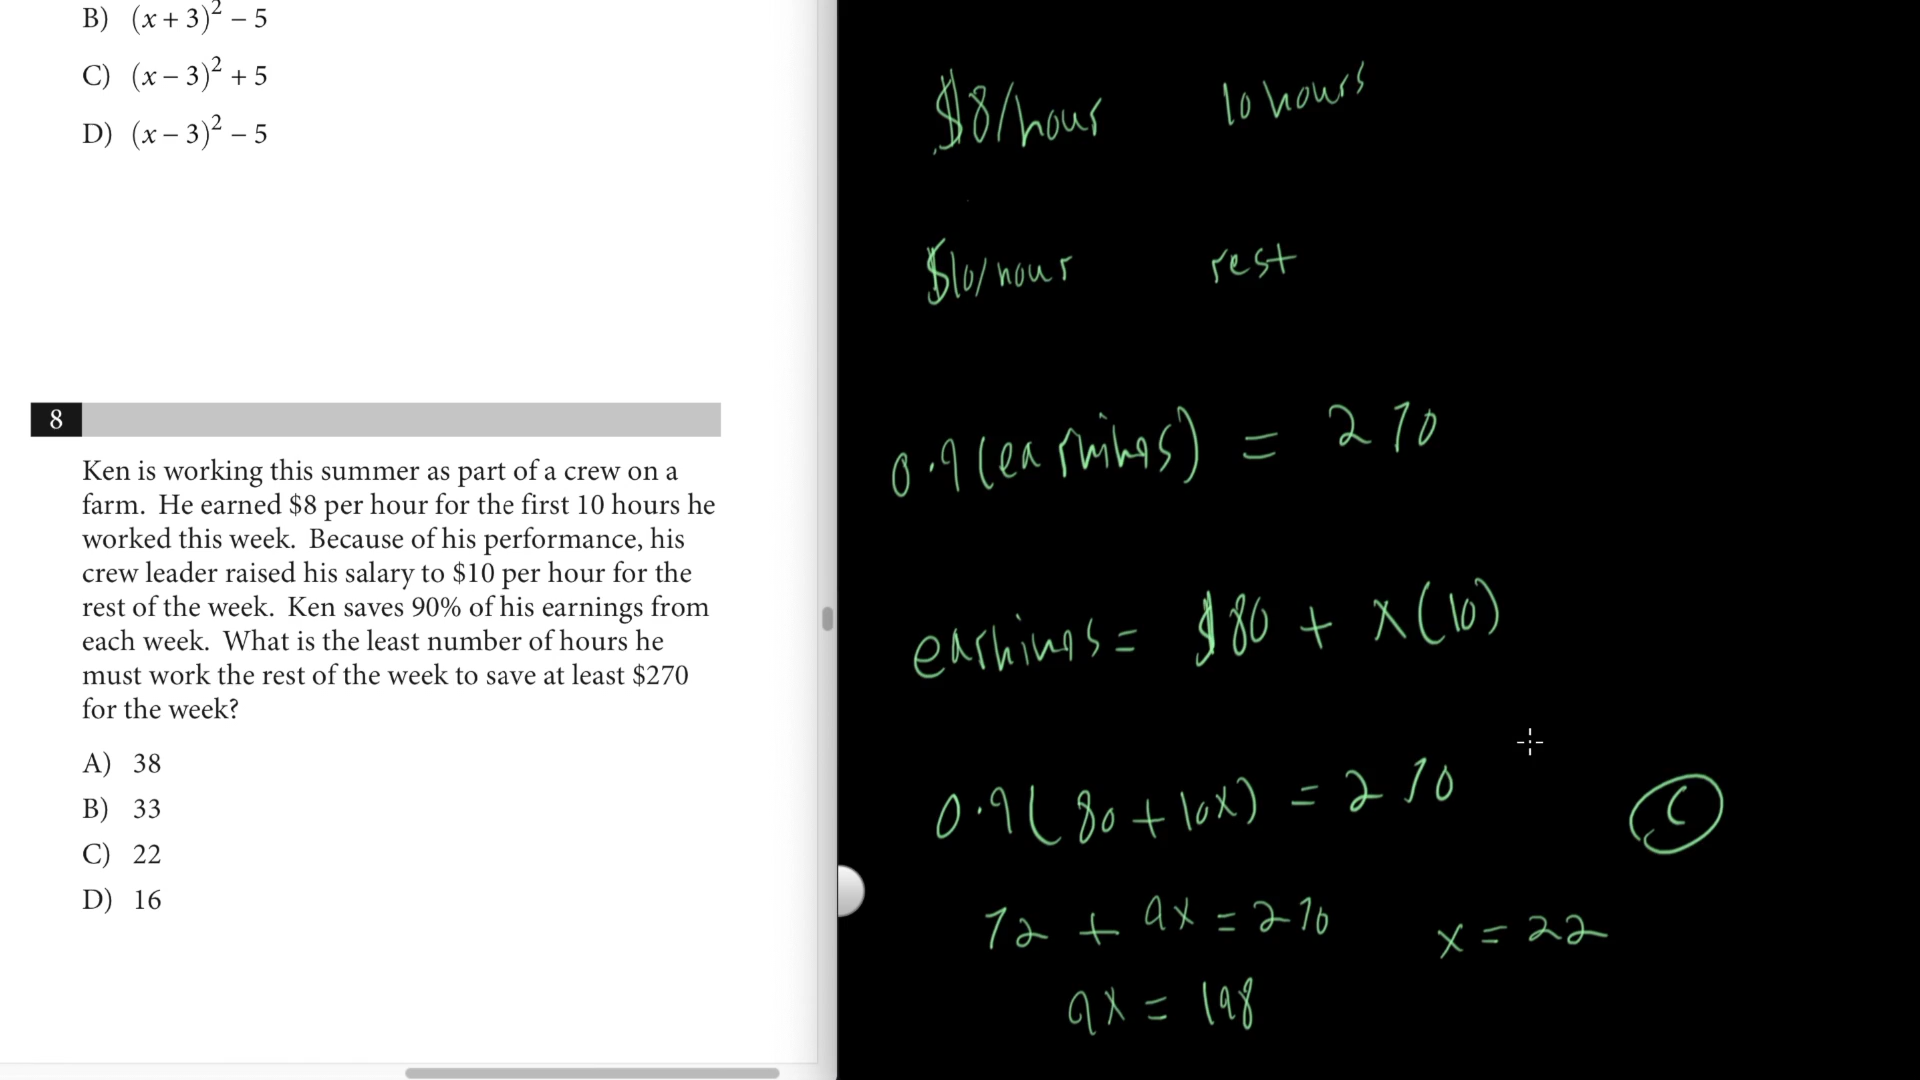 B) (x + 3)² – 5
C) (x – 3)² + 5
D) (x – 3)² – 5
8
Ken is working this summer as part of a crew on a
farm. He earned $8 per hour for the first 10 hours he
worked this week. Because of his performance, his
crew leader raised his salary to $10 per hour for the
rest of the week. Ken saves 90% of his earnings from
each week. What is the least number of hours he
must work the rest of the week to save at least $270
for the week?
A) 38
B) 33
C) 22
D) 16
$8/hour 10 hours
$10/hour rest
0.9(earnings) = 270
earnings = $80 + x(10)
0.9(80+10x) = 270
C
72 + 9x = 270
x = 22
9x = 198